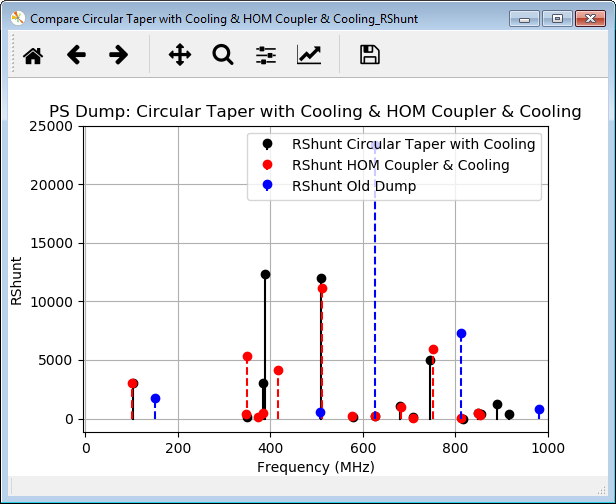 Compare Circular Taper with Cooling & HOM Coupler & Cooling_RShunt
PS Dump: Circular Taper with Cooling & HOM Coupler & Cooling
25000
20000
15000
10000
5000
0
RShunt
RShunt Circular Taper with Cooling
RShunt HOM Coupler & Cooling
RShunt Old Dump
0 200 400 600 800 1000
Frequency (MHz)